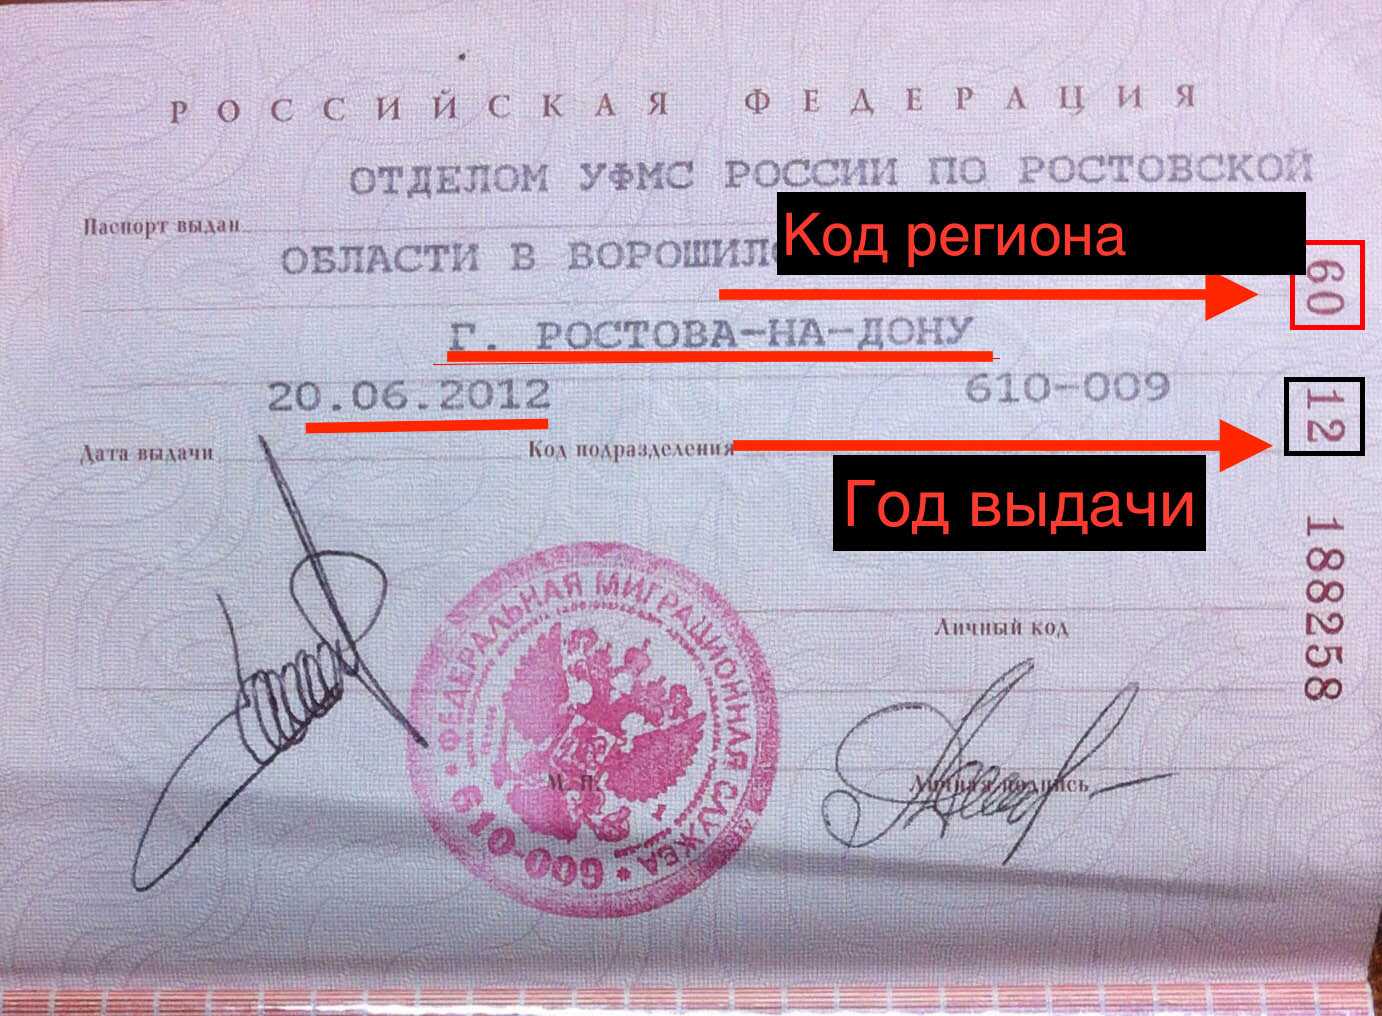 РОССИЙСКАЯ ФЕДЕРАЦИЯ
ОТДЕЛОМ УФМС РОССИИ ПО РОСТОВСКОЙ
Паспорт выдан
ОБЛАСТИ В
Код региона
60
Г. РОСТОВА-НА-ДОНУ
20.06.2012 610-009
12
Дата выдачи Код подразделения
Год выдачи
188258
Личный код
ФЕДЕРАЛЬНАЯ МИГРАЦИОННАЯ СЛУЖБА
610-009
М. П.
Личная подпись